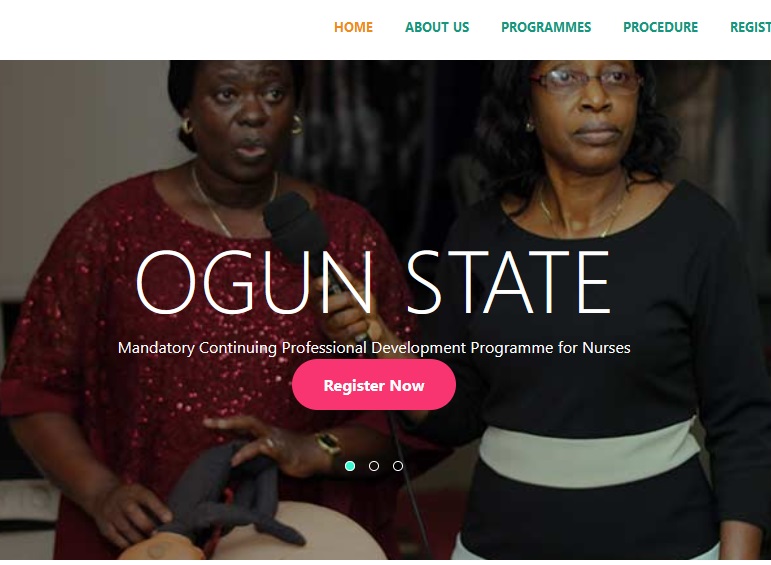 HOME ABOUT US PROGRAMMES PROCEDURE REGIST
OGUN STATE
Mandatory Continuing Professional Development Programme for Nurses
Register Now